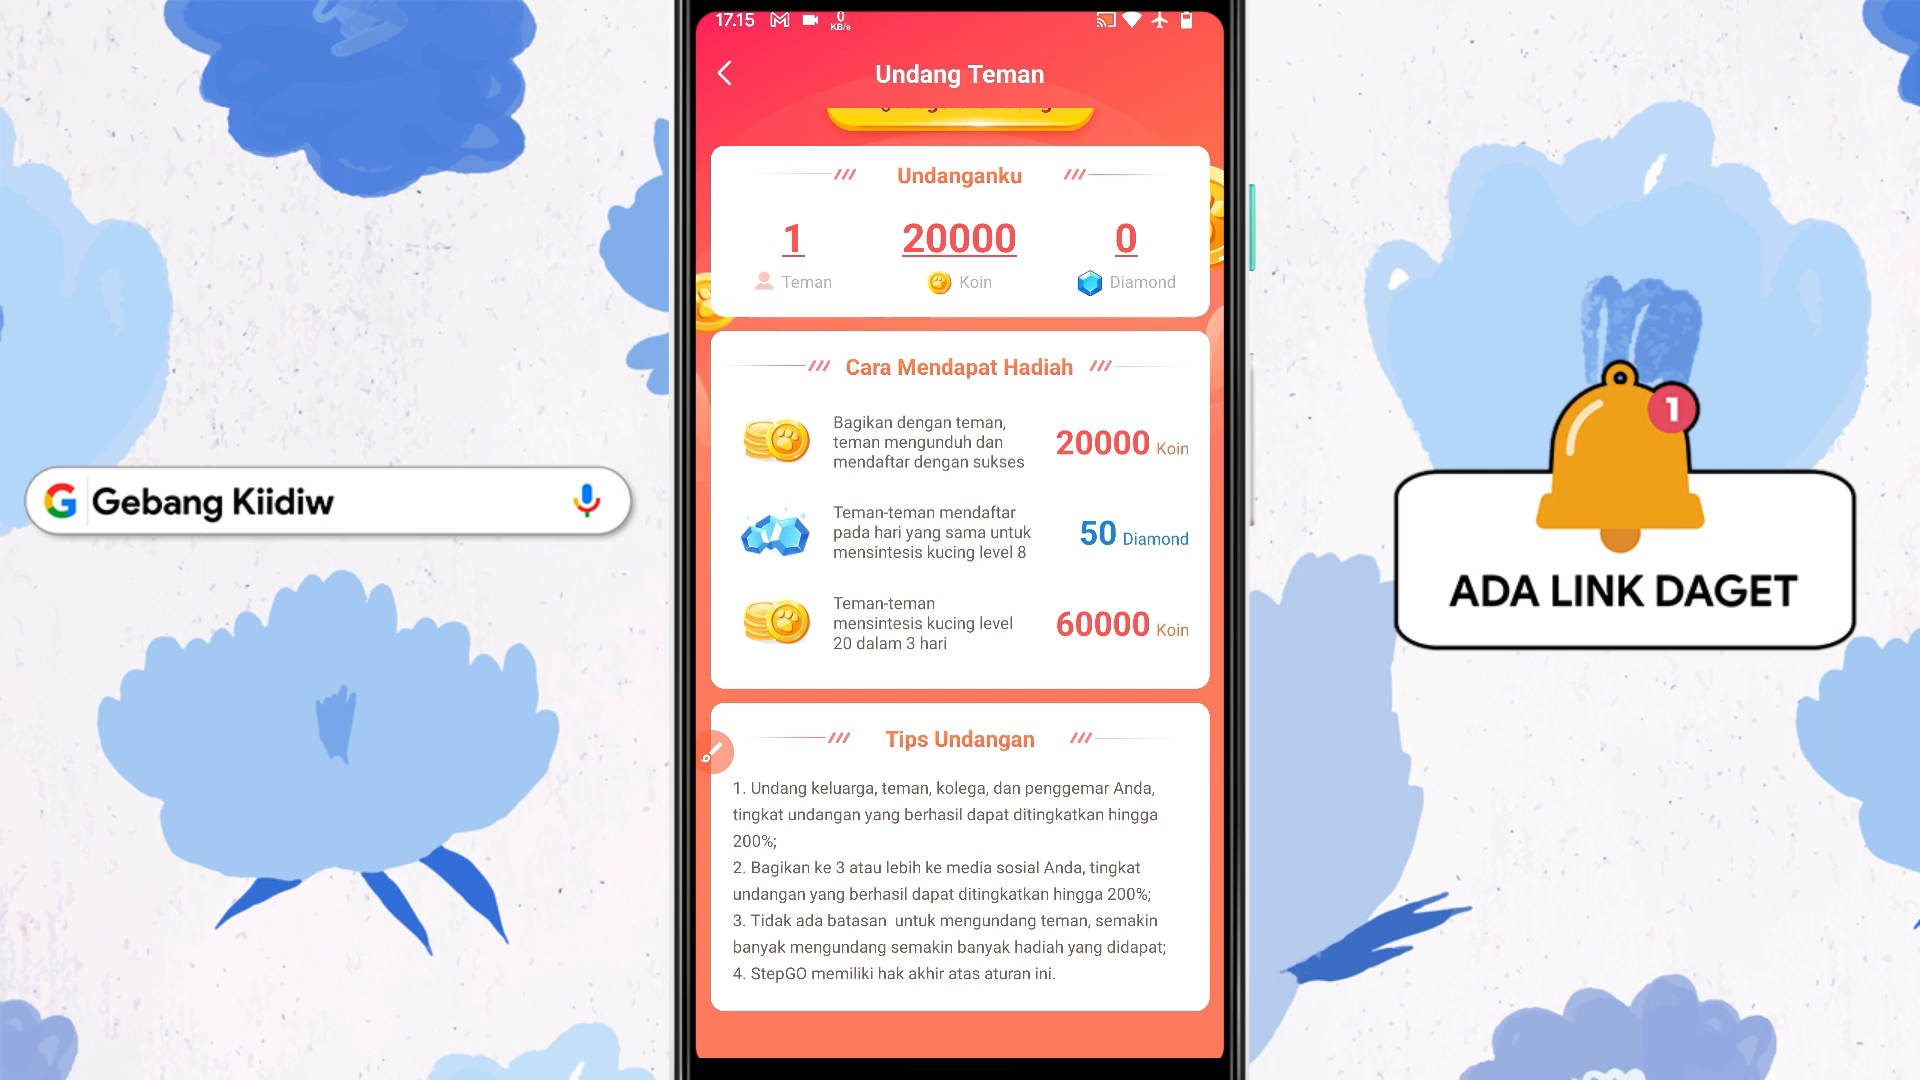 17.15
0
KB/s
Undang Teman
Undanganku
1
20000
0
Teman
Koin
Diamond
Cara Mendapat Hadiah
Bagikan dengan teman,
teman mengunduh dan
mendaftar dengan sukses
20000 Koin
Teman-teman mendaftar
pada hari yang sama untuk
mensintesis kucing level 8
50 Diamond
Teman-teman
mensintesis kucing level
20 dalam 3 hari
60000 Koin
Tips Undangan
1. Undang keluarga, teman, kolega, dan penggemar Anda,
tingkat undangan yang berhasil dapat ditingkatkan hingga
200%;
2. Bagikan ke 3 atau lebih ke media sosial Anda, tingkat
undangan yang berhasil dapat ditingkatkan hingga 200%;
3. Tidak ada batasan  untuk mengundang teman, semakin
banyak mengundang semakin banyak hadiah yang didapat;
4. StepGO memiliki hak akhir atas aturan ini.
G Gebang Kiidiw
1
ADA LINK DAGET